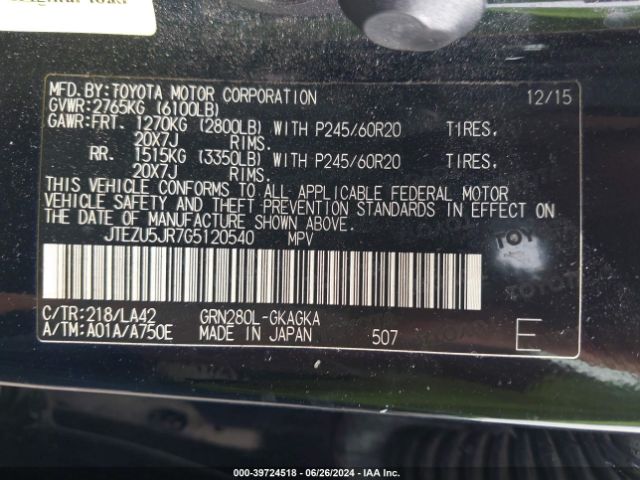 MFD. BY: TOYOTA MOTOR CORPORATION 12/15
GVWR: 2765KG (6100LB)
GAWR: FRT. 1270KG (2800LB) WITH P245/60R20 TIRES,
20X7J RIMS.
RR. 1515KG (3350LB) WITH P245/60R20 TIRES,
20X7J RIMS.
THIS VEHICLE CONFORMS TO ALL APPLICABLE FEDERAL MOTOR
VEHICLE SAFETY AND THEFT PREVENTION STANDARDS IN EFFECT ON
THE DATE OF MANUFACTURE SHOWN ABOVE.
JTEZU5JR7G5120540 MPV
C/TR: 218/LA42 GRN280L-GKAGKA
A/TM: A01A/A750E MADE IN JAPAN 507 E
000-39724518 - 06/26/2024 - IAA Inc.